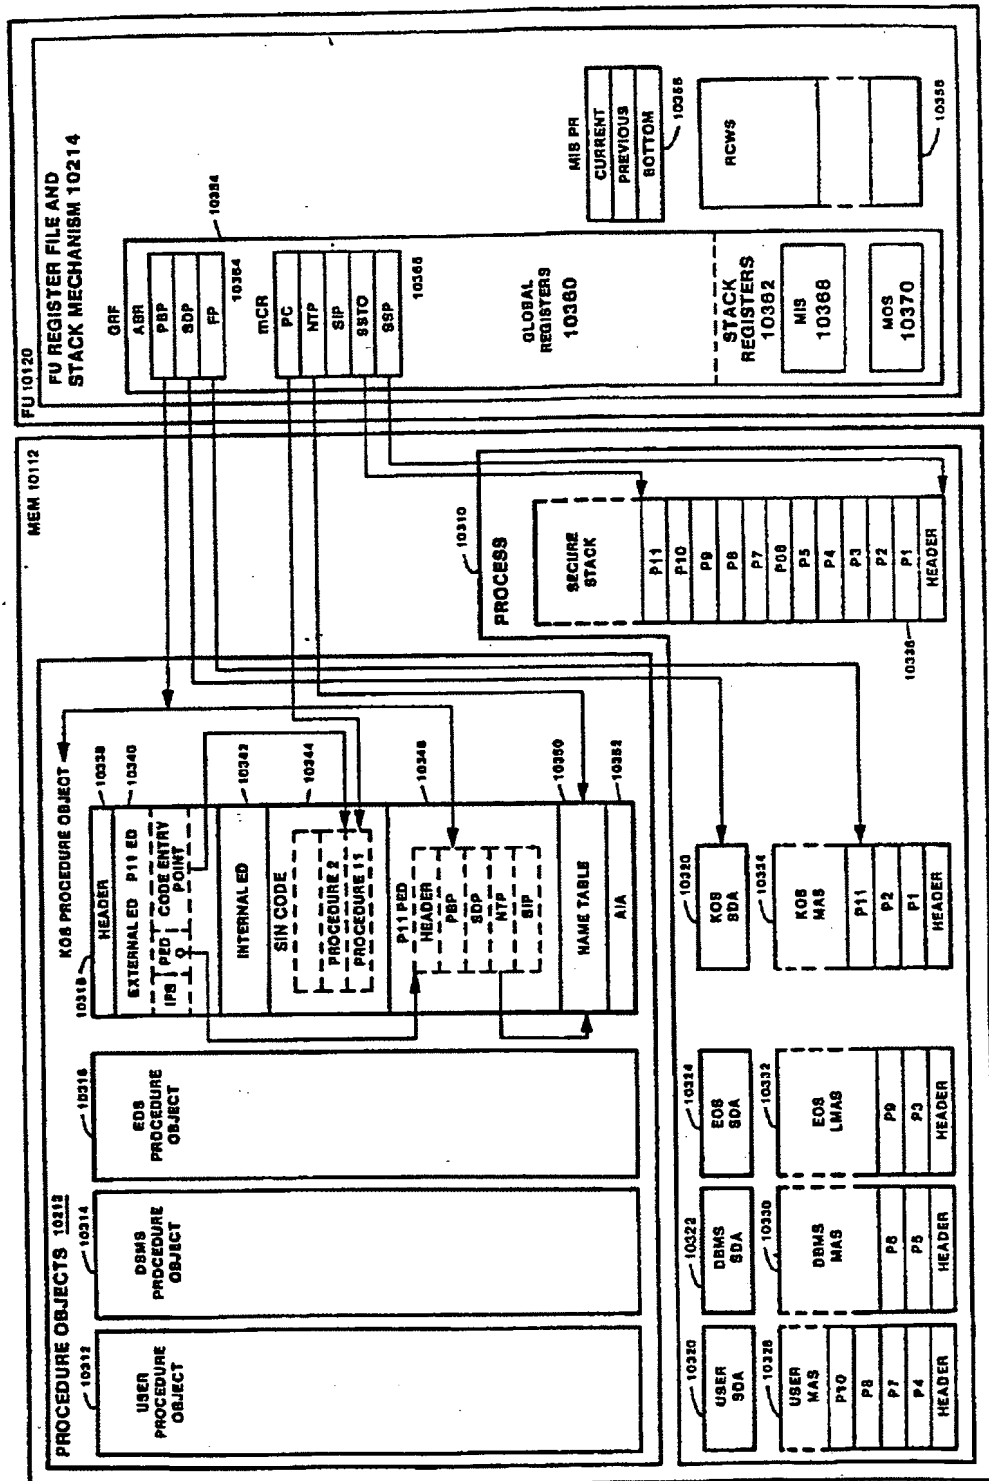 MEM 10112
PROCEDURE OBJECTS 10213
10312
USER
PROCEDURE
OBJECT
10314
DBMS
PROCEDURE
OBJECT
10316
EOS
PROCEDURE
OBJECT
KOS PROCEDURE OBJECT
10318
HEADER
10338
EXTERNAL ED P11 ED
10340
IPS PED CODE ENTRY
POINT
INTERNAL ED
10342
SIN CODE
10344
PROCEDURE 2
PROCEDURE 11
P11 PED
10348
HEADER
PBP
SDP
NTP
SIP
NAME TABLE
10350
AIA
10352
10320
USER
SDA
10322
DBMS
SDA
10324
EOS
SDA
10320
KOS
SDA
10328
USER
MAS
P10
P8
P7
P4
HEADER
10330
DBMS
MAS
P6
P5
HEADER
10332
EOS
LMAS
P9
P3
HEADER
10334
KOS
MAS
P11
P2
P1
HEADER
10310
PROCESS
SECURE
STACK
P11
P10
P9
P8
P7
P06
P5
P4
P3
P2
P1
HEADER
10336
FU 10120
FU REGISTER FILE AND
STACK MECHANISM 10214
GRF
10354
ABR
PBP
SDP
FP
10364
mCR
PC
NTP
SIP
SSTO
SSP
10366
GLOBAL
REGISTERS
10360
STACK
REGISTERS
10362
MIS
10368
MOS
10370
MIS PR
CURRENT
PREVIOUS
BOTTOM
10356
RCWS
10358